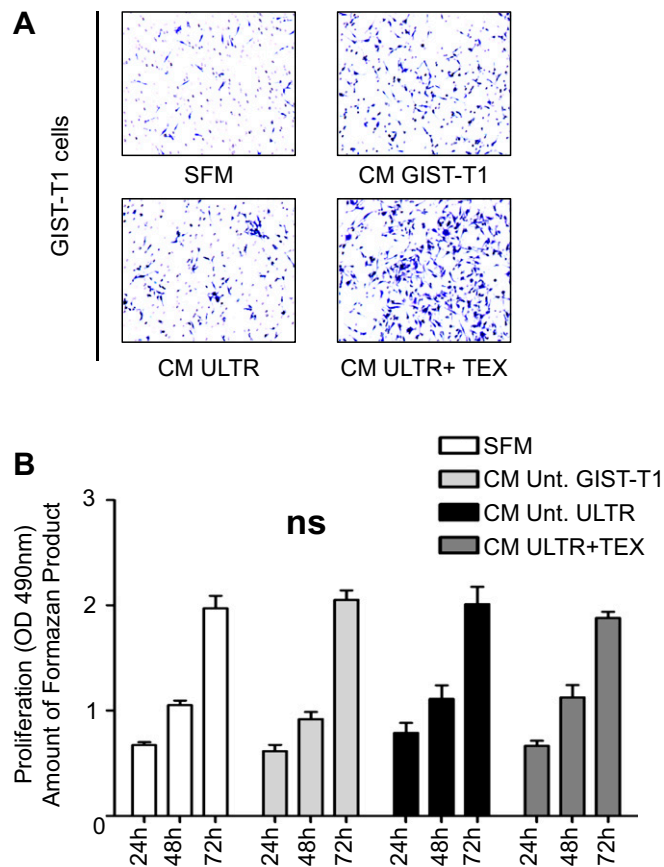 A
GIST-T1 cells
SFM
CM GIST-T1
CM ULTR
CM ULTR+ TEX
B
SFM
CM Unt. GIST-T1
CM Unt. ULTR
CM ULTR+TEX
ns
Proliferation (OD 490nm)
Amount of Formazan Product
3
2
1
0
24h 48h 72h 24h 48h 72h 24h 48h 72h 24h 48h 72h